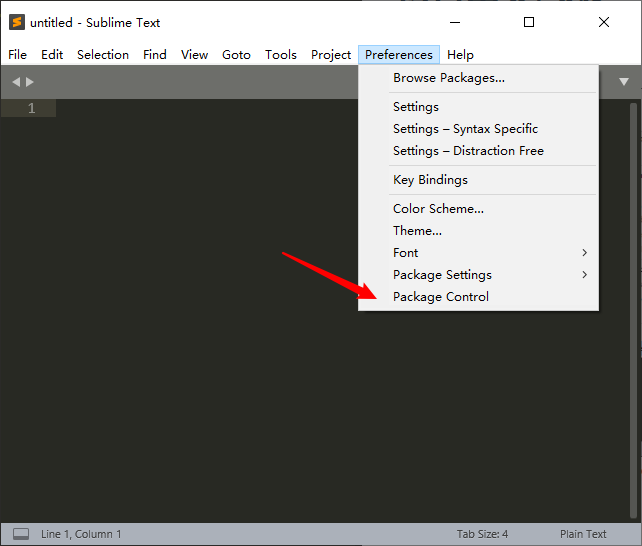 untitled - Sublime Text
File Edit Selection Find View Goto Tools Project Preferences Help
Browse Packages...
Settings
Settings – Syntax Specific
Settings – Distraction Free
Key Bindings
Color Scheme...
Theme...
Font
Package Settings
Package Control
1
Line 1, Column 1 Tab Size: 4 Plain Text